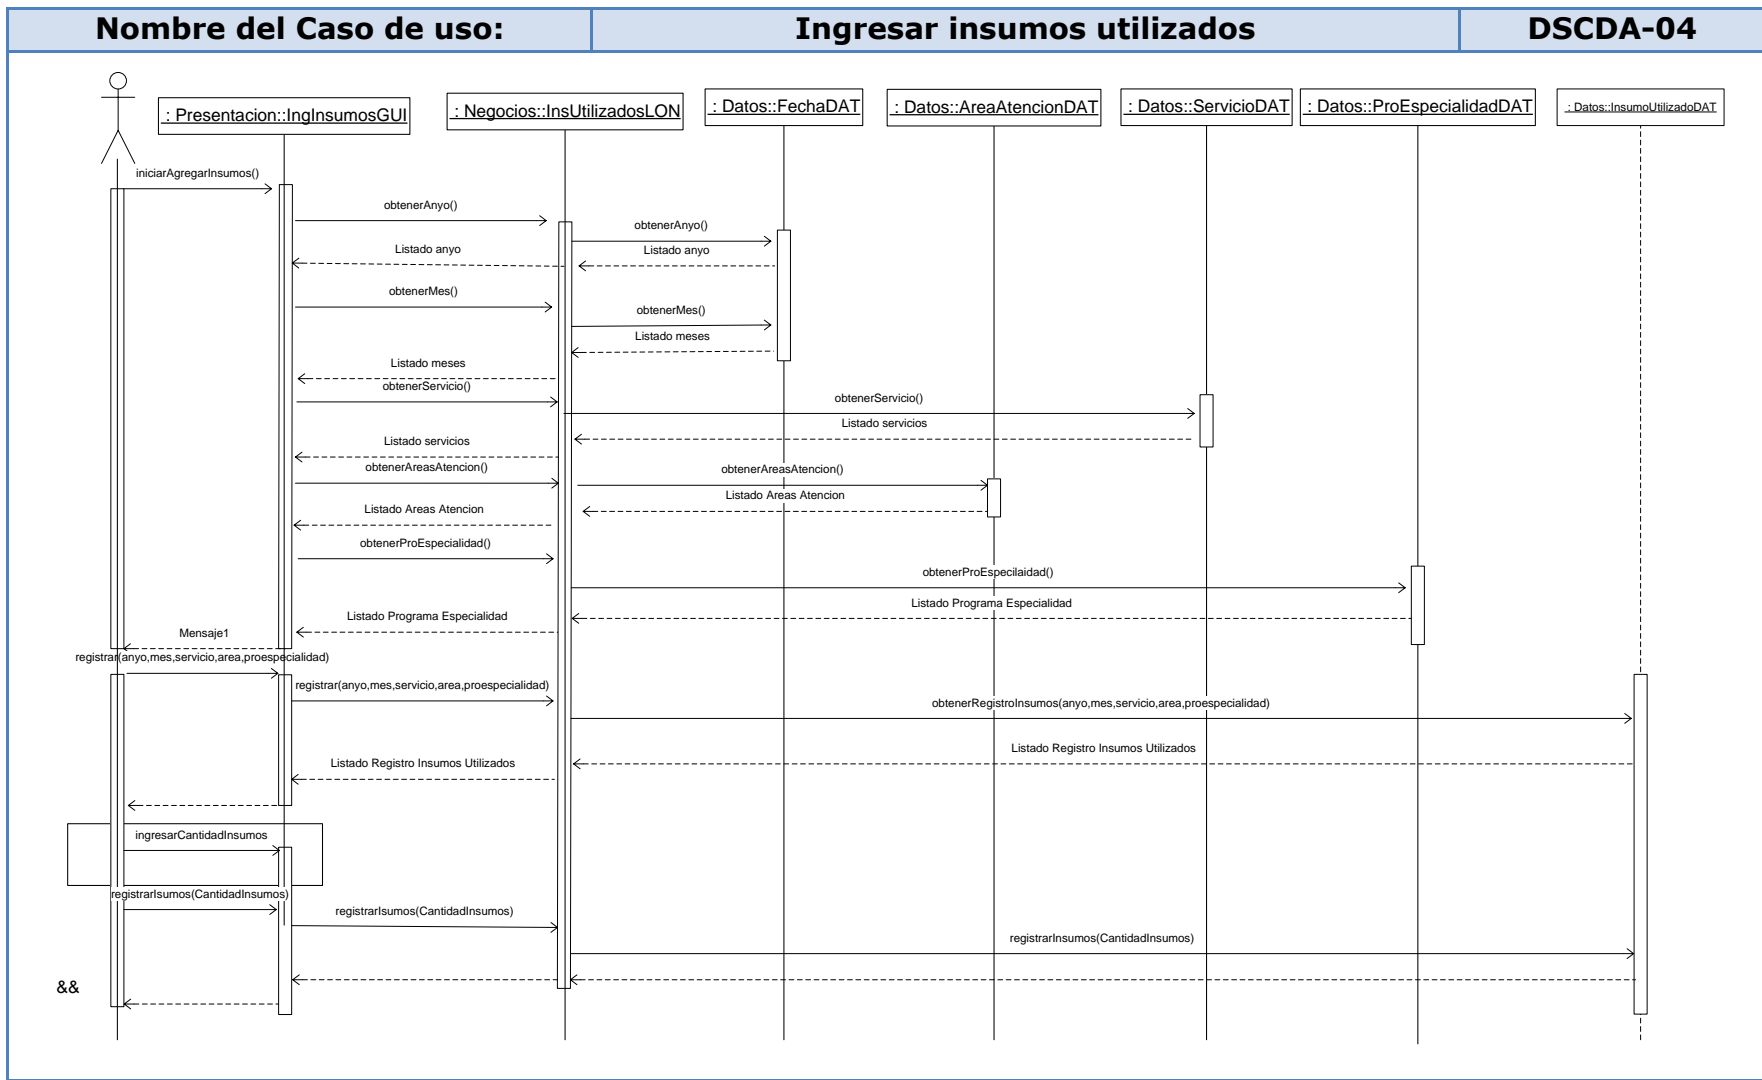 Nombre del Caso de uso:
Ingresar insumos utilizados
DSCDA-04
: Presentacion::IngInsumosGUI
: Negocios::InsUtilizadosLON
: Datos::FechaDAT
: Datos::AreaAtencionDAT
: Datos::ServicioDAT
: Datos::ProEspecialidadDAT
: Datos::InsumoUtilizadoDAT
iniciarAgregarInsumos()
obtenerAnyo()
obtenerAnyo()
Listado anyo
Listado anyo
obtenerMes()
obtenerMes()
Listado meses
Listado meses
obtenerServicio()
obtenerServicio()
Listado servicios
Listado servicios
obtenerAreasAtencion()
obtenerAreasAtencion()
Listado Areas Atencion
Listado Areas Atencion
obtenerProEspecialidad()
obtenerProEspecilaidad()
Listado Programa Especialidad
Listado Programa Especialidad
Mensaje1
registrar(anyo,mes,servicio,area,proespecialidad)
registrar(anyo,mes,servicio,area,proespecialidad)
obtenerRegistroInsumos(anyo,mes,servicio,area,proespecialidad)
Listado Registro Insumos Utilizados
Listado Registro Insumos Utilizados
ingresarCantidadInsumos
registrarIsumos(CantidadInsumos)
registrarIsumos(CantidadInsumos)
registrarInsumos(CantidadInsumos)
&&